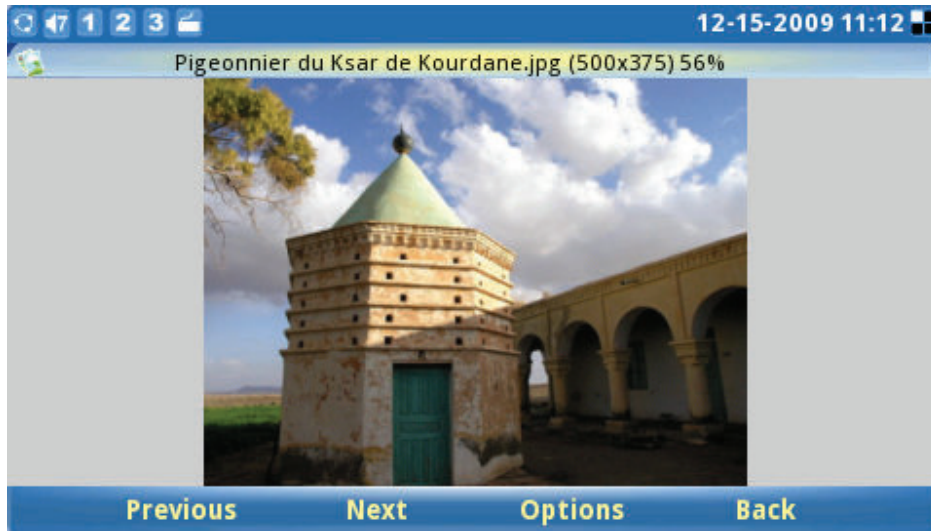 7 1 2 3 12-15-2009 11:12
Pigeonnier du Ksar de Kourdane.jpg (500x375) 56%
Previous Next Options Back